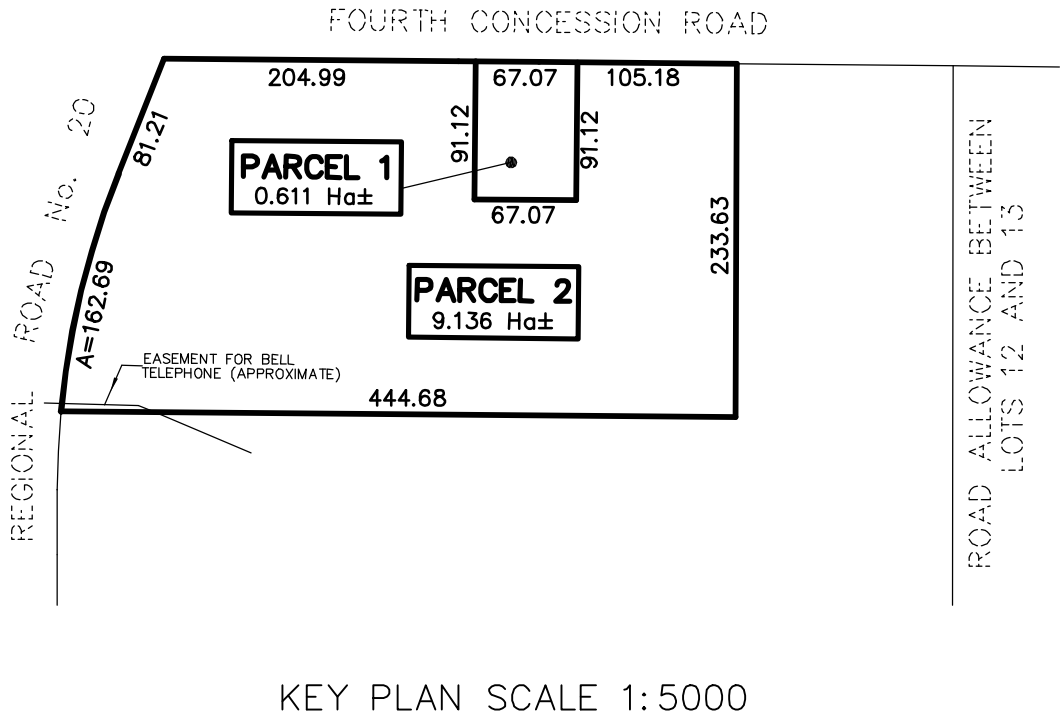 FOURTH CONCESSION ROAD
204.99
67.07
105.18
81.21
91.12
91.12
PARCEL 1
0.611 Ha±
67.07
233.63
PARCEL 2
9.136 Ha±
A=162.69
EASEMENT FOR BELL
TELEPHONE (APPROXIMATE)
444.68
REGIONAL ROAD No. 20
ROAD ALLOWANCE BETWEEN
LOTS 12 AND 13
KEY PLAN SCALE 1:5000